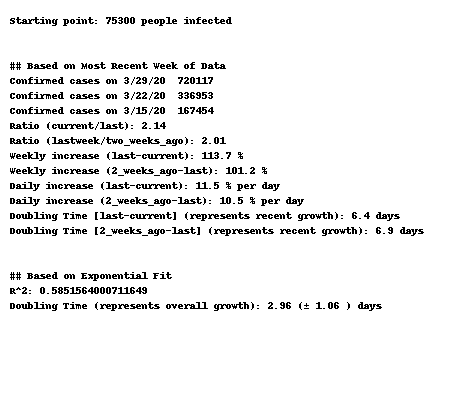 Starting point: 75300 people infected
## Based on Most Recent Week of Data
Confirmed cases on 3/29/20 720117
Confirmed cases on 3/22/20 336953
Confirmed cases on 3/15/20 167454
Ratio (current/last): 2.14
Ratio (lastweek/two_weeks_ago): 2.01
Weekly increase (last-current): 113.7 %
Weekly increase (2_weeks_ago-last): 101.2 %
Daily increase (last-current): 11.5 % per day
Daily increase (2_weeks_ago-last): 10.5 % per day
Doubling Time [last-current] (represents recent growth): 6.4 days
Doubling Time [2_weeks_ago-last] (represents recent growth): 6.9 days
## Based on Exponential Fit
R^2: 0.5851564000711649
Doubling Time (represents overall growth): 2.96 (± 1.06 ) days